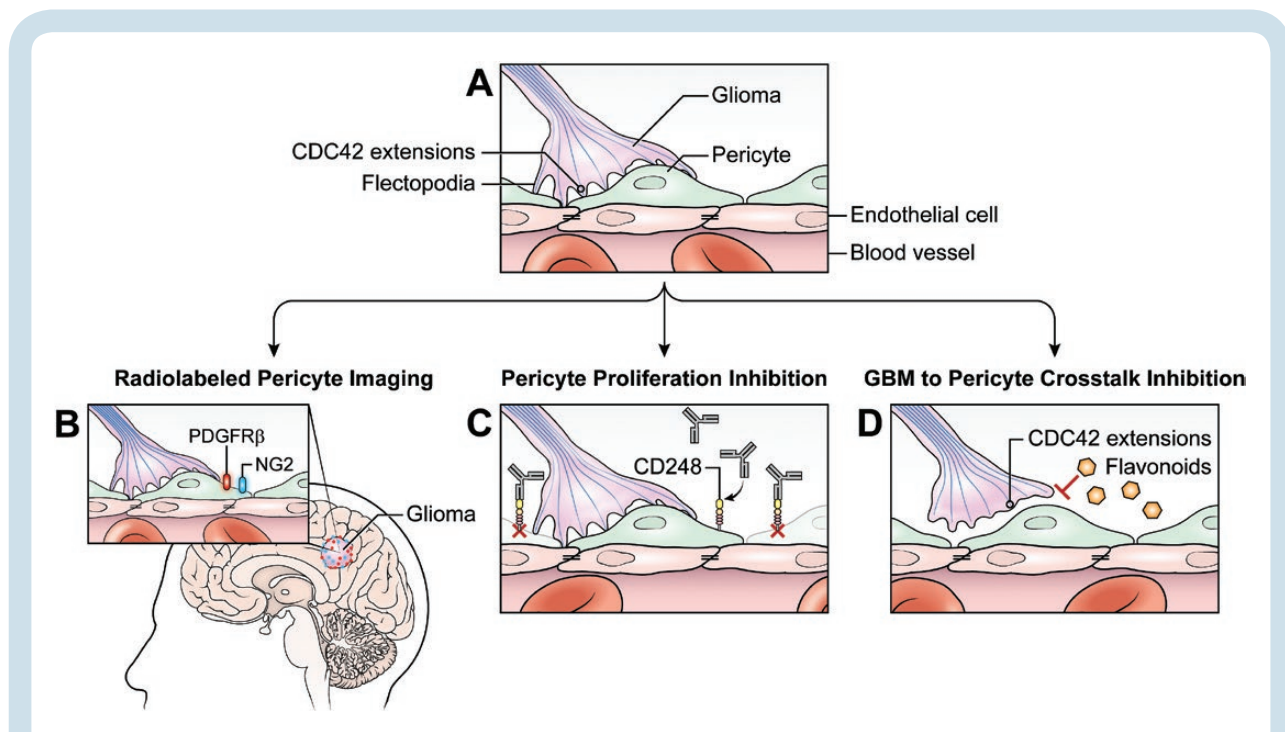 A
Glioma
CDC42 extensions
Pericyte
Flectopodia
Endothelial cell
Blood vessel
Radiolabeled Pericyte Imaging
Pericyte Proliferation Inhibition
GBM to Pericyte Crosstalk Inhibition
B
PDGFRβ
NG2
Glioma
C
CD248
D
CDC42 extensions
Flavonoids